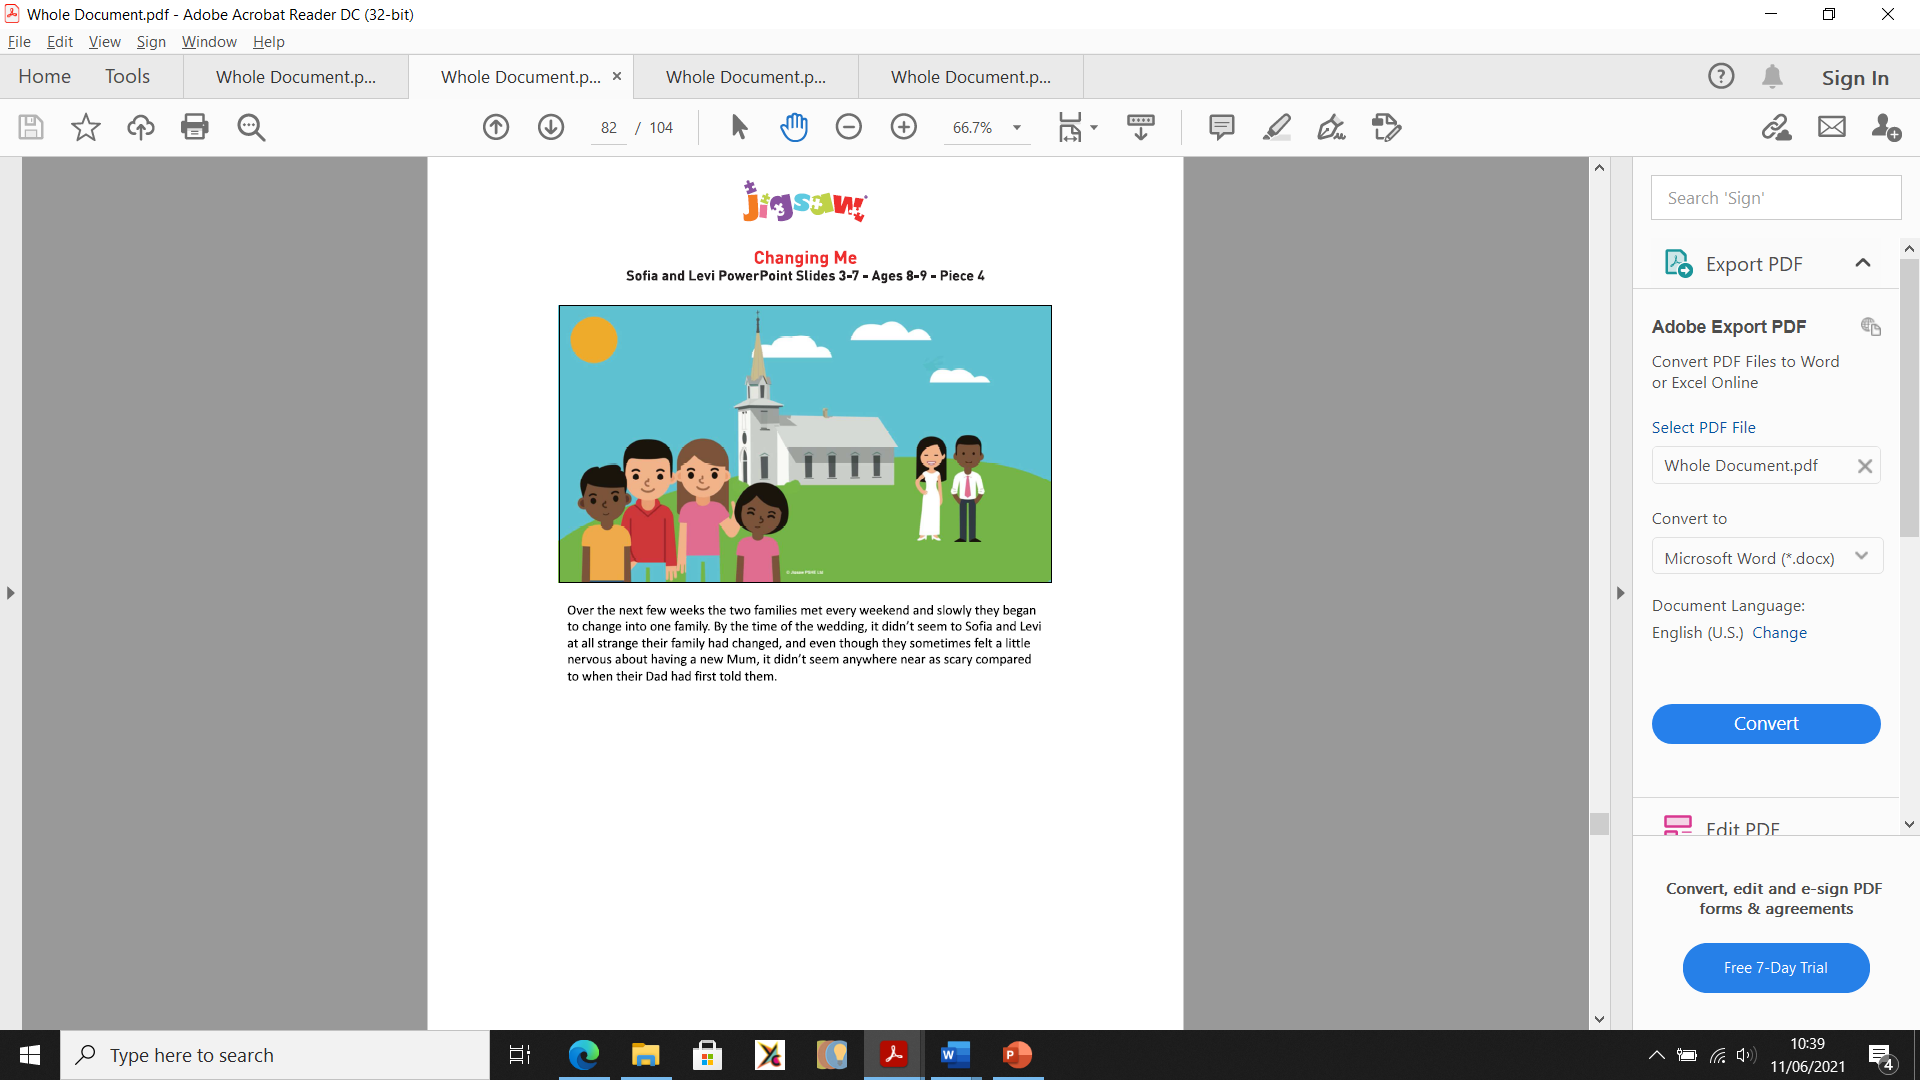 Whole Document.pdf - Adobe Acrobat Reader DC (32-bit)
File Edit View Sign Window Help
Home Tools Whole Document.p... Whole Document.p... Whole Document.p... Whole Document.p... Sign In
82 / 104 66.7%
jigsaw
Changing Me
Sofia and Levi PowerPoint Slides 3-7 - Ages 8-9 - Piece 4
© Jigsaw PSHE Ltd
Over the next few weeks the two families met every weekend and slowly they began
to change into one family. By the time of the wedding, it didn't seem to Sofia and Levi
at all strange their family had changed, and even though they sometimes felt a little
nervous about having a new Mum, it didn't seem anywhere near as scary compared
to when their Dad had first told them.
Search 'Sign'
Export PDF
Adobe Export PDF
Convert PDF Files to Word
or Excel Online
Select PDF File
Whole Document.pdf
Convert to
Microsoft Word (*.docx)
Document Language:
English (U.S.) Change
Convert
Edit PDF
Convert, edit and e-sign PDF
forms & agreements
Free 7-Day Trial
Type here to search
10:39
11/06/2021
4